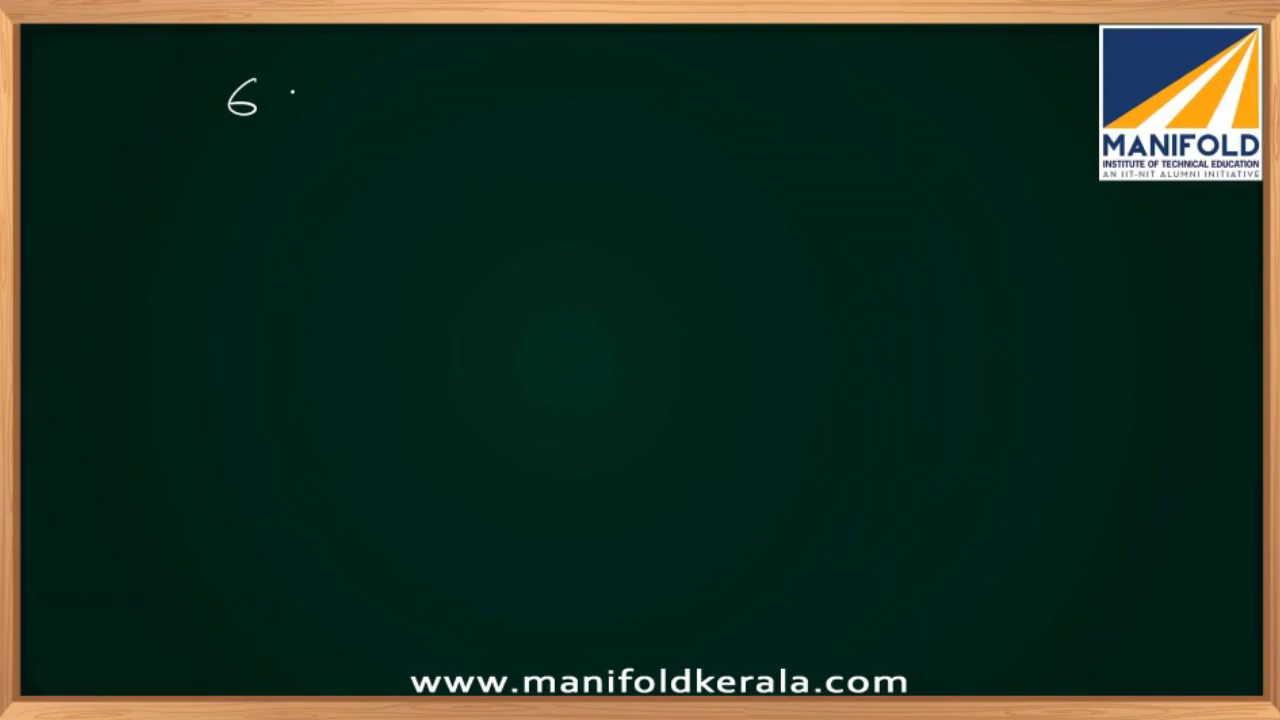 6 .
MANIFOLD
INSTITUTE OF TECHNICAL EDUCATION
AN IIT-NIT ALUMNI INITIATIVE
www.manifoldkerala.com